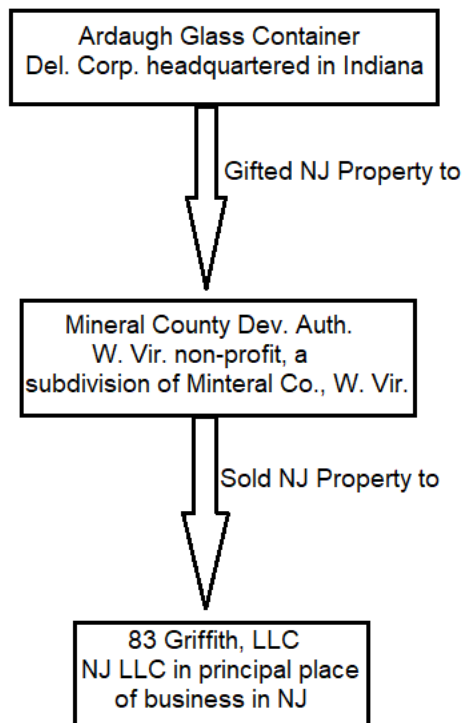 Ardaugh Glass Container
Del. Corp. headquartered in Indiana
Gifted NJ Property to
Mineral County Dev. Auth.
W. Vir. non-profit, a
subdivision of Minteral Co., W. Vir.
Sold NJ Property to
83 Griffith, LLC
NJ LLC in principal place
of business in NJ